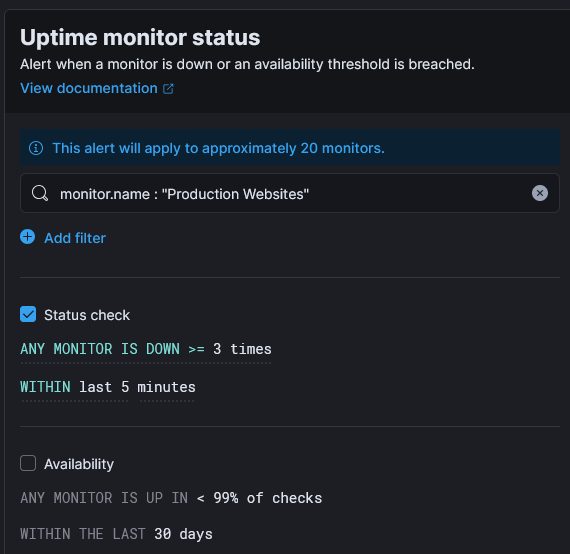 Uptime monitor status
Alert when a monitor is down or an availability threshold is breached.
View documentation
This alert will apply to approximately 20 monitors.
monitor.name : "Production Websites"
Add filter
Status check
ANY MONITOR IS DOWN >= 3 times
WITHIN last 5 minutes
Availability
ANY MONITOR IS UP IN < 99% of checks
WITHIN THE LAST 30 days